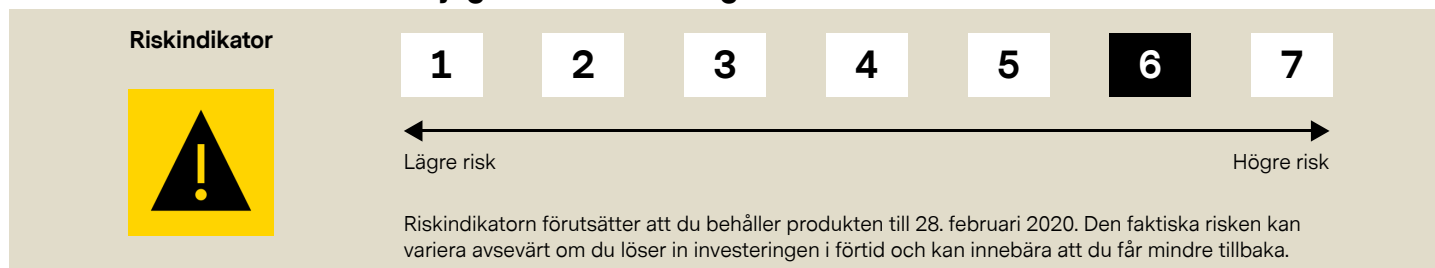 Riskindikator
1 2 3 4 5 6 7
Lägre risk Högre risk
Riskindikatorn förutsätter att du behåller produkten till 28. februari 2020. Den faktiska risken kan
variera avsevärt om du löser in investeringen i förtid och kan innebära att du får mindre tillbaka.